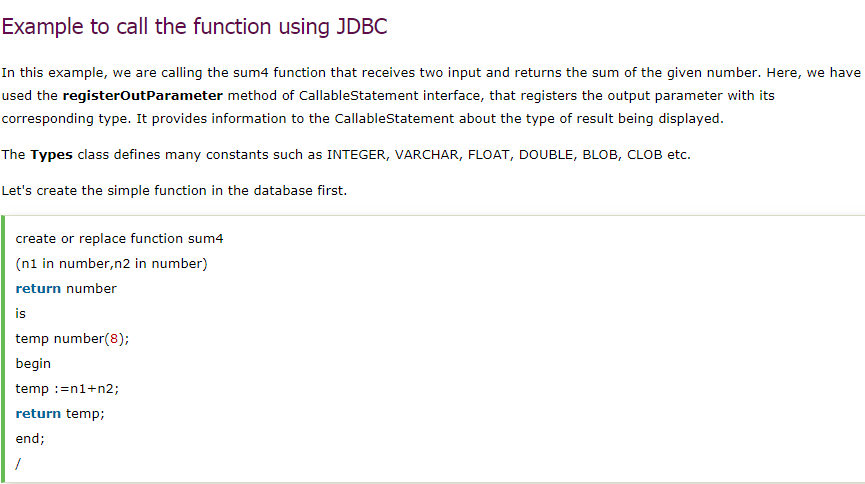 Example to call the function using JDBC
In this example, we are calling the sum4 function that receives two input and returns the sum of the given number. Here, we have
used the registerOutParameter method of CallableStatement interface, that registers the output parameter with its
corresponding type. It provides information to the CallableStatement about the type of result being displayed.
The Types class defines many constants such as INTEGER, VARCHAR, FLOAT, DOUBLE, BLOB, CLOB etc.
Let's create the simple function in the database first.
create or replace function sum4
(n1 in number,n2 in number)
return number
is
temp number(8);
begin
temp :=n1+n2;
return temp;
end;
/